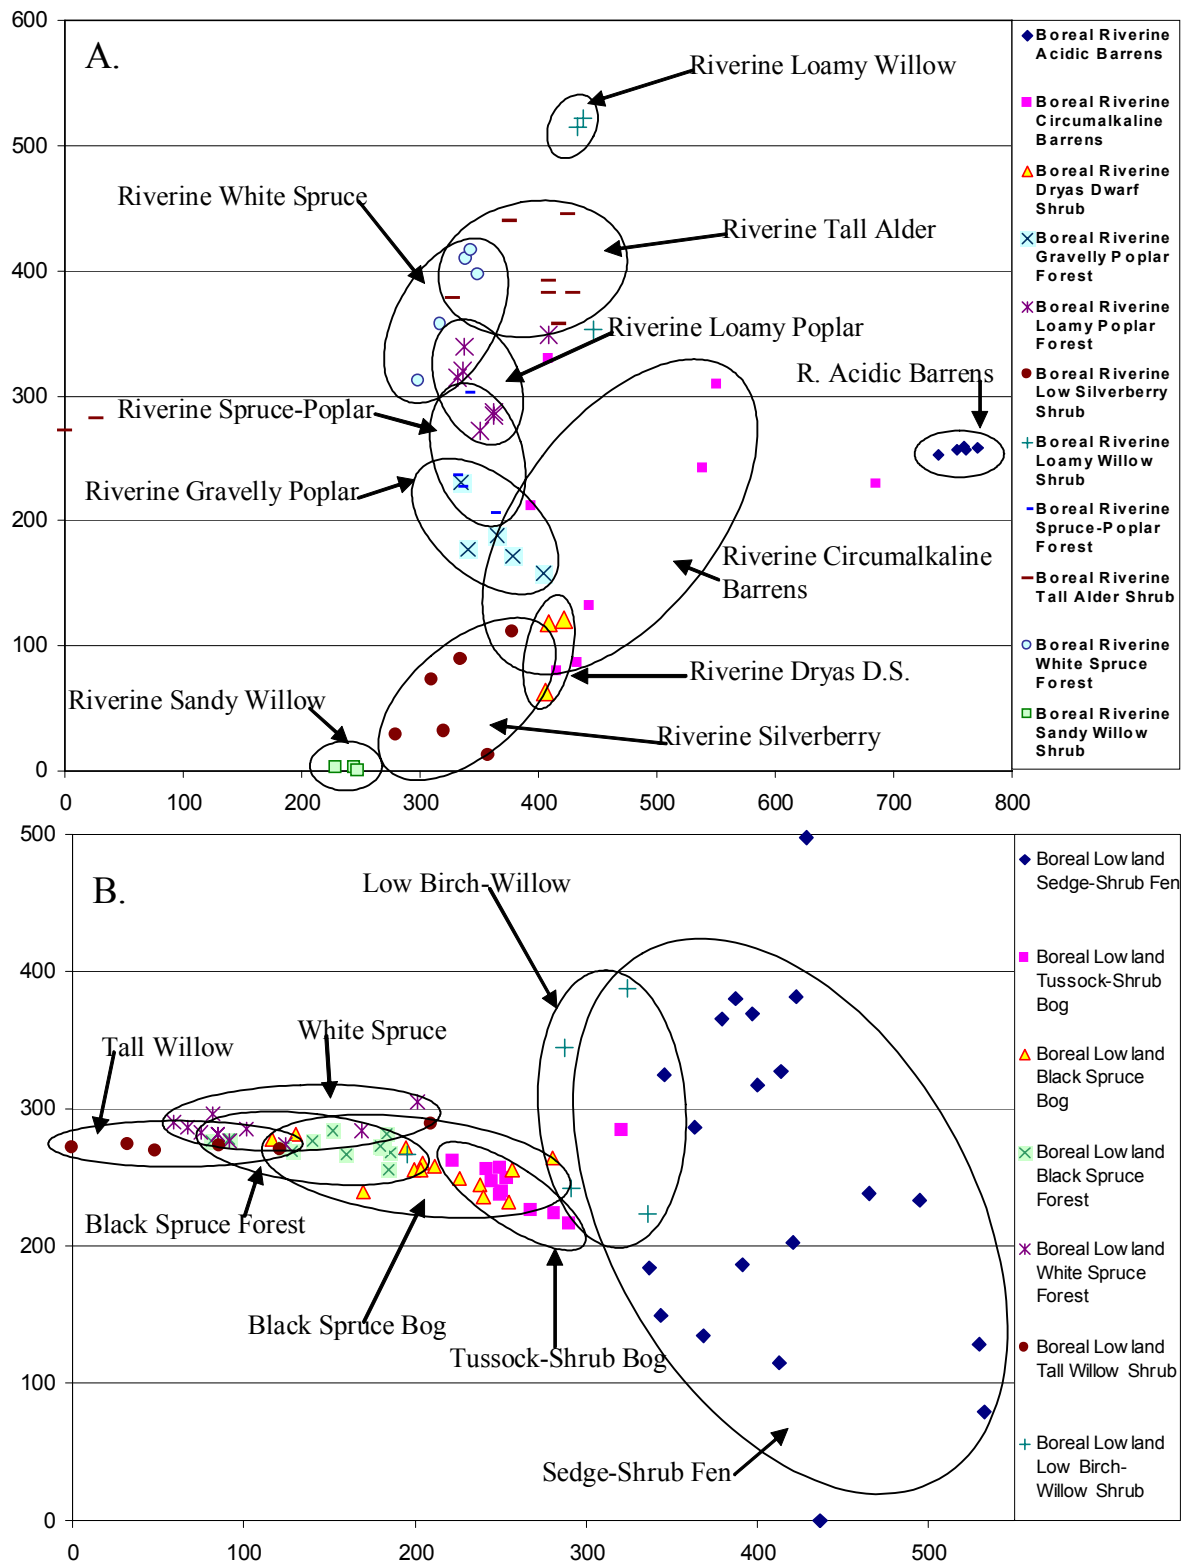 600
500
400
300
200
100
0
0
100
200
300
400
500
600
700
800
A.
Riverine Loamy Willow
Riverine White Spruce
Riverine Tall Alder
Riverine Loamy Poplar
R. Acidic Barrens
Riverine Spruce-Poplar
Riverine Gravelly Poplar
Riverine Circumalkaline
Barrens
Riverine Dryas D.S.
Riverine Sandy Willow
Riverine Silverberry
Boreal Riverine
Acidic Barrens
Boreal Riverine
Circumalkaline
Barrens
Boreal Riverine
Dryas Dwarf
Shrub
Boreal Riverine
Gravelly Poplar
Forest
Boreal Riverine
Loamy Poplar
Forest
Boreal Riverine
Low Silverberry
Shrub
Boreal Riverine
Loamy Willow
Shrub
Boreal Riverine
Spruce-Poplar
Forest
Boreal Riverine
Tall Alder Shrub
Boreal Riverine
White Spruce
Forest
Boreal Riverine
Sandy Willow
Shrub
500
400
300
200
100
0
0
100
200
300
400
500
B.
Low Birch-Willow
White Spruce
Tall Willow
Black Spruce Forest
Black Spruce Bog
Tussock-Shrub Bog
Sedge-Shrub Fen
Boreal Lowland
Sedge-Shrub Fen
Boreal Lowland
Tussock-Shrub
Bog
Boreal Lowland
Black Spruce
Bog
Boreal Lowland
Black Spruce
Forest
Boreal Lowland
White Spruce
Forest
Boreal Lowland
Tall Willow Shrub
Boreal Lowland
Low Birch-
Willow Shrub